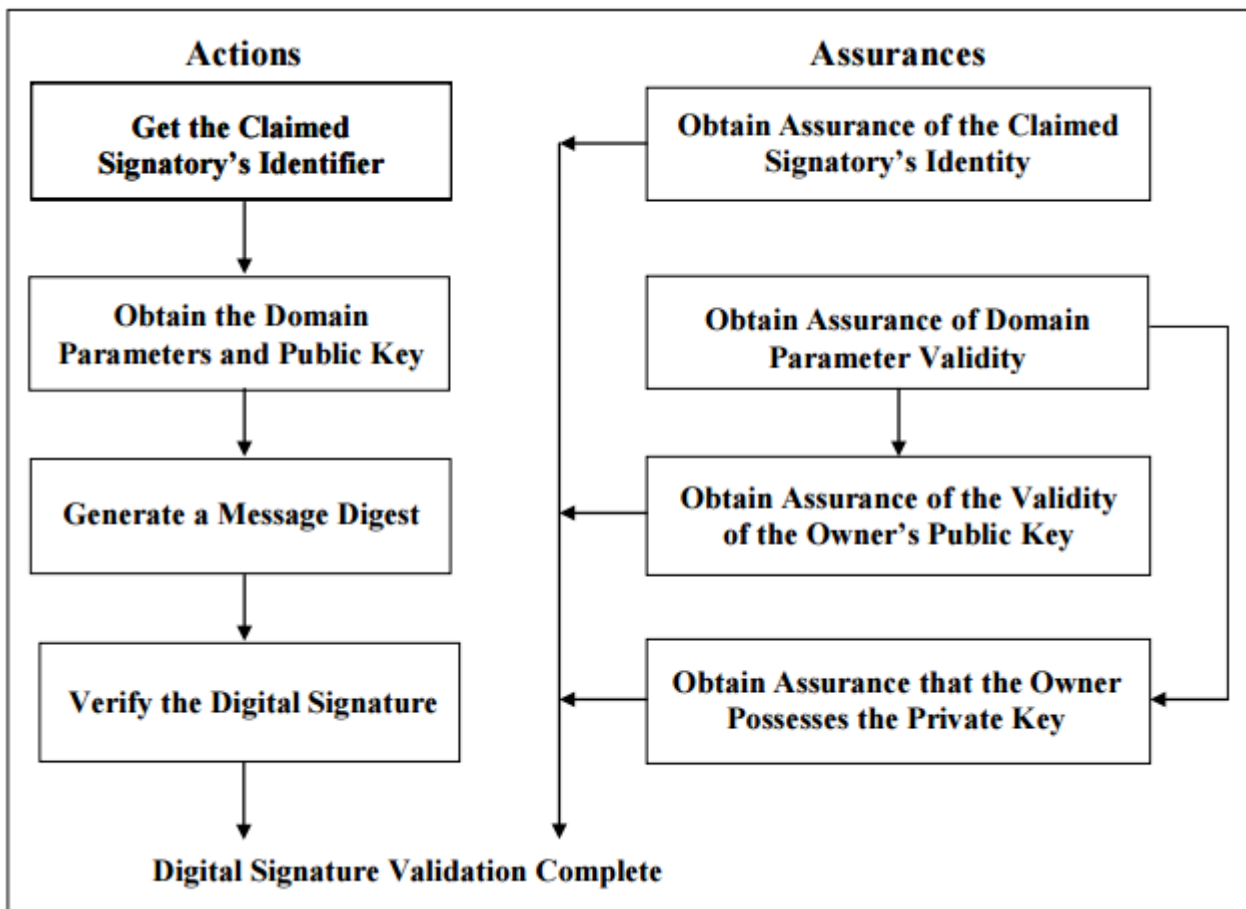 Actions
Get the Claimed
Signatory’s Identifier
Obtain the Domain
Parameters and Public Key
Generate a Message Digest
Verify the Digital Signature
Assurances
Obtain Assurance of the Claimed
Signatory’s Identity
Obtain Assurance of Domain
Parameter Validity
Obtain Assurance of the Validity
of the Owner’s Public Key
Obtain Assurance that the Owner
Possesses the Private Key
Digital Signature Validation Complete